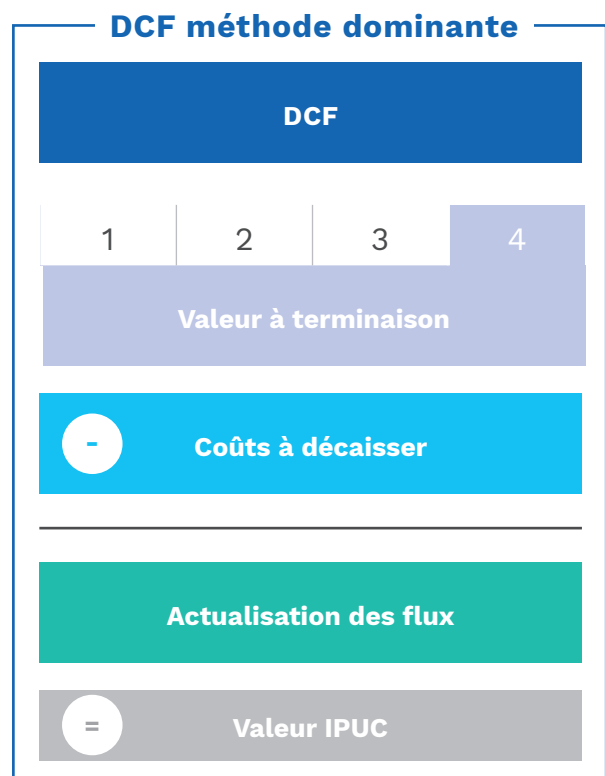 DCF méthode dominante
DCF
1 2 3 4
Valeur à terminaison
- Coûts à décaisser
Actualisation des flux
= Valeur IPUC